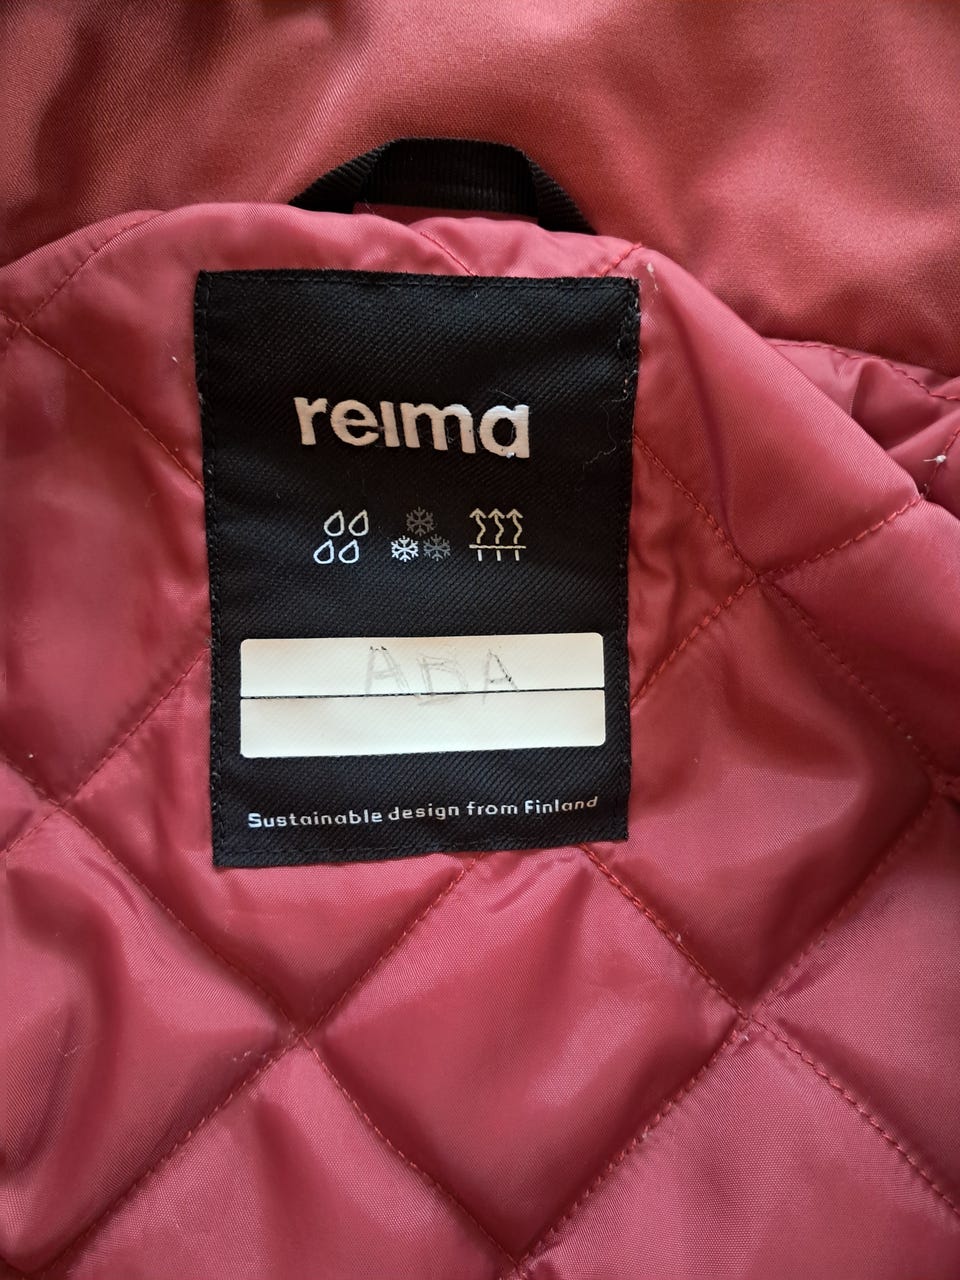 reima
ADA
Sustainable design from Finland